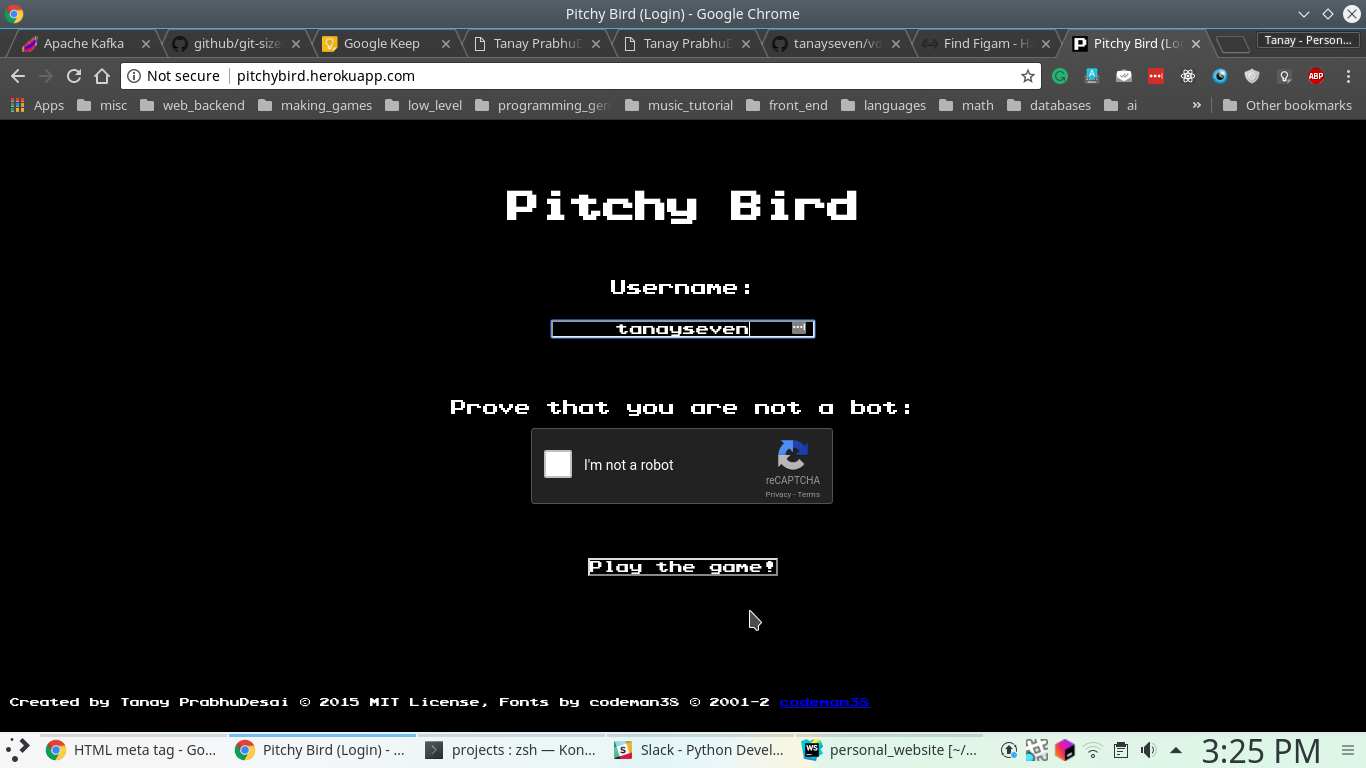 Pitchy Bird (Login) - Google Chrome
Apache Kafka
github/git-size
Google Keep
Tanay PrabhuD
Tanay PrabhuD
tanayseven/vo
Find Figam - Ha
Pitchy Bird (Lo
Tanay - Person...
Not secure
pitchybird.herokuapp.com
ABP
Apps
misc
web_backend
making_games
low_level
programming_gen
music_tutorial
front_end
languages
math
databases
ai
»
Other bookmarks
Pitchy Bird
Username:
tanayseven
Prove that you are not a bot:
I'm not a robot
reCAPTCHA
Privacy - Terms
Play the game!
Created by Tanay PrabhuDesai © 2015 MIT License, Fonts by codeman38 © 2001-2 codeman38
HTML meta tag - Go...
Pitchy Bird (Login) - ...
projects : zsh — Kon...
Slack - Python Devel...
WS
personal_website [~/...
3:25 PM